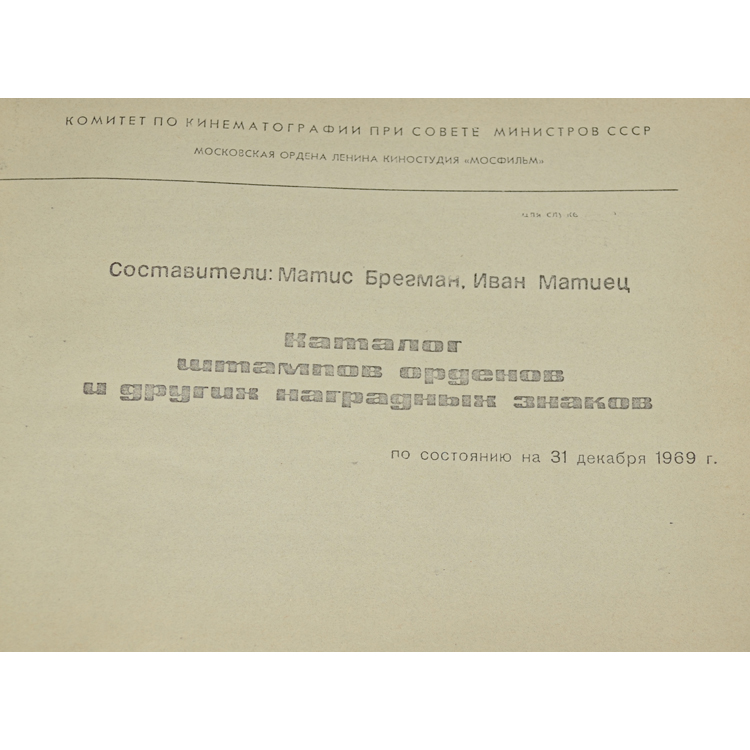 КОМИТЕТ ПО КИНЕМАТОГРАФИИ ПРИ СОВЕТЕ МИНИСТРОВ СССР
МОСКОВСКАЯ ОРДЕНА ЛЕНИНА КИНОСТУДИЯ «МОСФИЛЬМ»
Составители: Матис Брегман, Иван Матиец
Каталог
штампов орденов
и других наградных знаков
по состоянию на 31 декабря 1969 г.